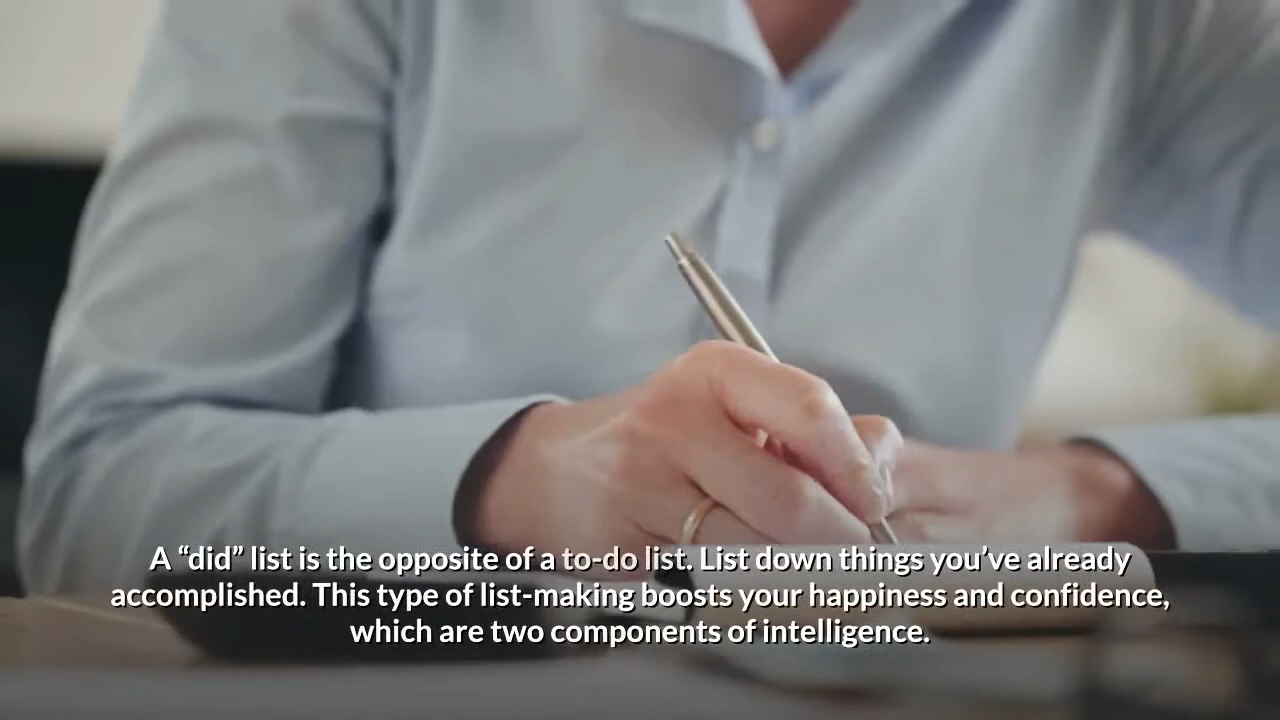 A “did” list is the opposite of a to-do list. List down things you’ve already
accomplished. This type of list-making boosts your happiness and confidence,
which are two components of intelligence.